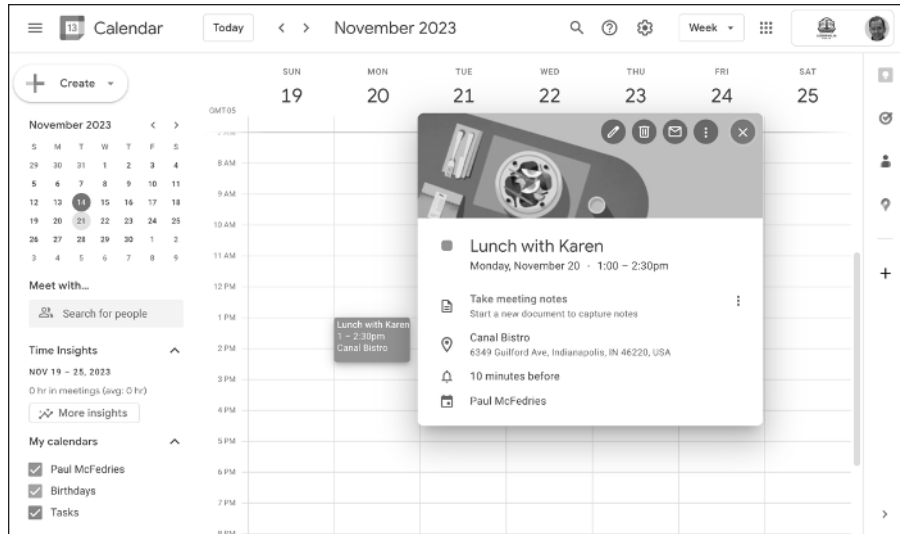 13 Calendar
Today
November 2023
Week
SUN MON TUE WED THU FRI SAT
19 20 21 22 23 24 25
GMT-05
Create
November 2023
S M T W T F S
29 30 31 1 2 3 4
5 6 7 8 9 10 11
12 13 14 15 16 17 18
19 20 21 22 23 24 25
26 27 28 29 30 1 2
3 4 5 6 7 8 9
Meet with...
Search for people
Time Insights
NOV 19 – 25, 2023
0 hr in meetings (avg: 0 hr)
More insights
My calendars
Paul McFedries
Birthdays
Tasks
7 AM
8 AM
9 AM
10 AM
11 AM
12 PM
1 PM
2 PM
3 PM
4 PM
5 PM
6 PM
7 PM
8 PM
Lunch with Karen
1 – 2:30pm
Canal Bistro
Lunch with Karen
Monday, November 20 · 1:00 – 2:30pm
Take meeting notes
Start a new document to capture notes
Canal Bistro
6349 Guilford Ave, Indianapolis, IN 46220, USA
10 minutes before
Paul McFedries